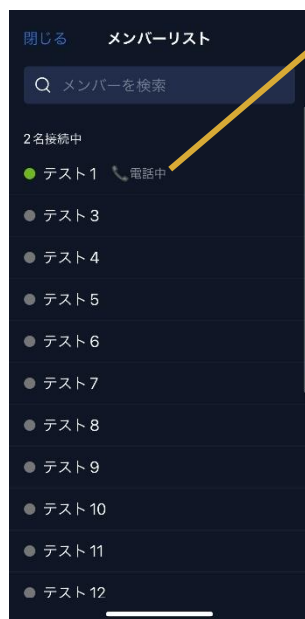 閉じる メンバーリスト
メンバーを検索
2名接続中
テスト1 電話中
テスト3
テスト4
テスト5
テスト6
テスト7
テスト8
テスト9
テスト10
テスト11
テスト12